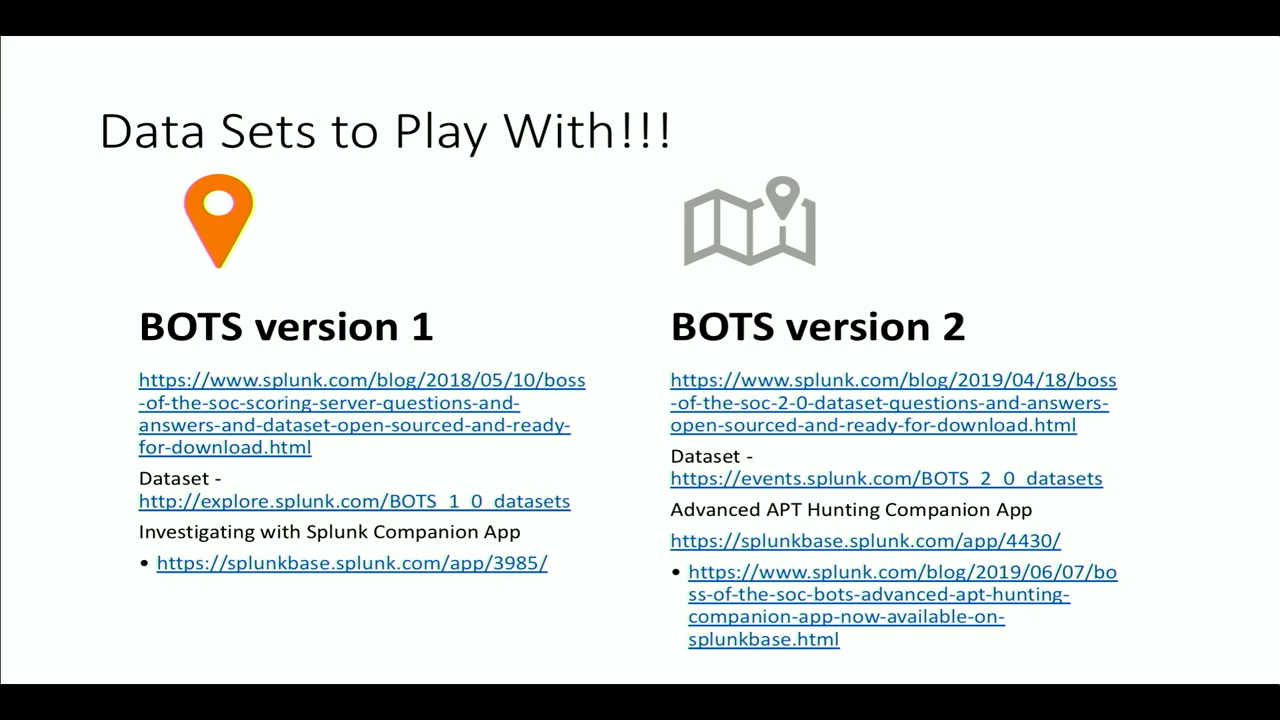 Data Sets to Play With!!!
BOTS version 1
https://www.splunk.com/blog/2018/05/10/boss
-of-the-soc-scoring-server-questions-and-
answers-and-dataset-open-sourced-and-ready-
for-download.html
Dataset -
http://explore.splunk.com/BOTS_1_0_datasets
Investigating with Splunk Companion App
• https://splunkbase.splunk.com/app/3985/
BOTS version 2
https://www.splunk.com/blog/2019/04/18/boss
-of-the-soc-2-0-dataset-questions-and-answers-
open-sourced-and-ready-for-download.html
Dataset -
https://events.splunk.com/BOTS_2_0_datasets
Advanced APT Hunting Companion App
https://splunkbase.splunk.com/app/4430/
• https://www.splunk.com/blog/2019/06/07/bo
ss-of-the-soc-bots-advanced-apt-hunting-
companion-app-now-available-on-
splunkbase.html